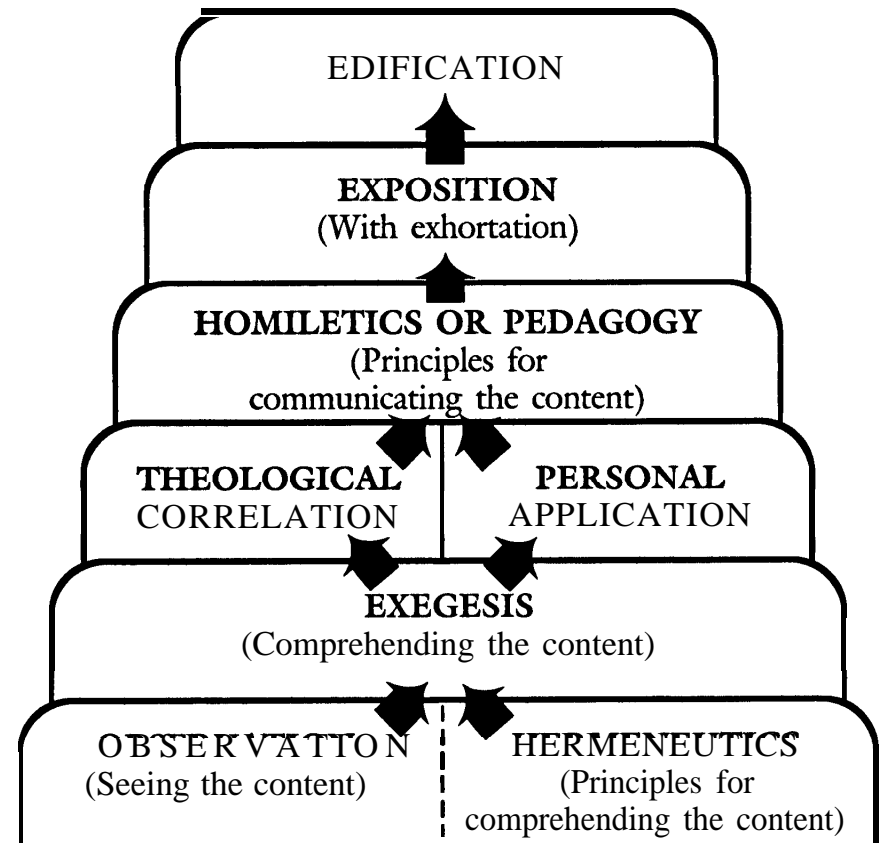 EDIFICATION
EXPOSITION
(With exhortation)
HOMILETICS OR PEDAGOGY
(Principles for
communicating the content)
THEOLOGICAL
CORRELATION
PERSONAL
APPLICATION
EXEGESIS
(Comprehending the content)
OBSERVATION
(Seeing the content)
HERMENEUTICS
(Principles for
comprehending the content)